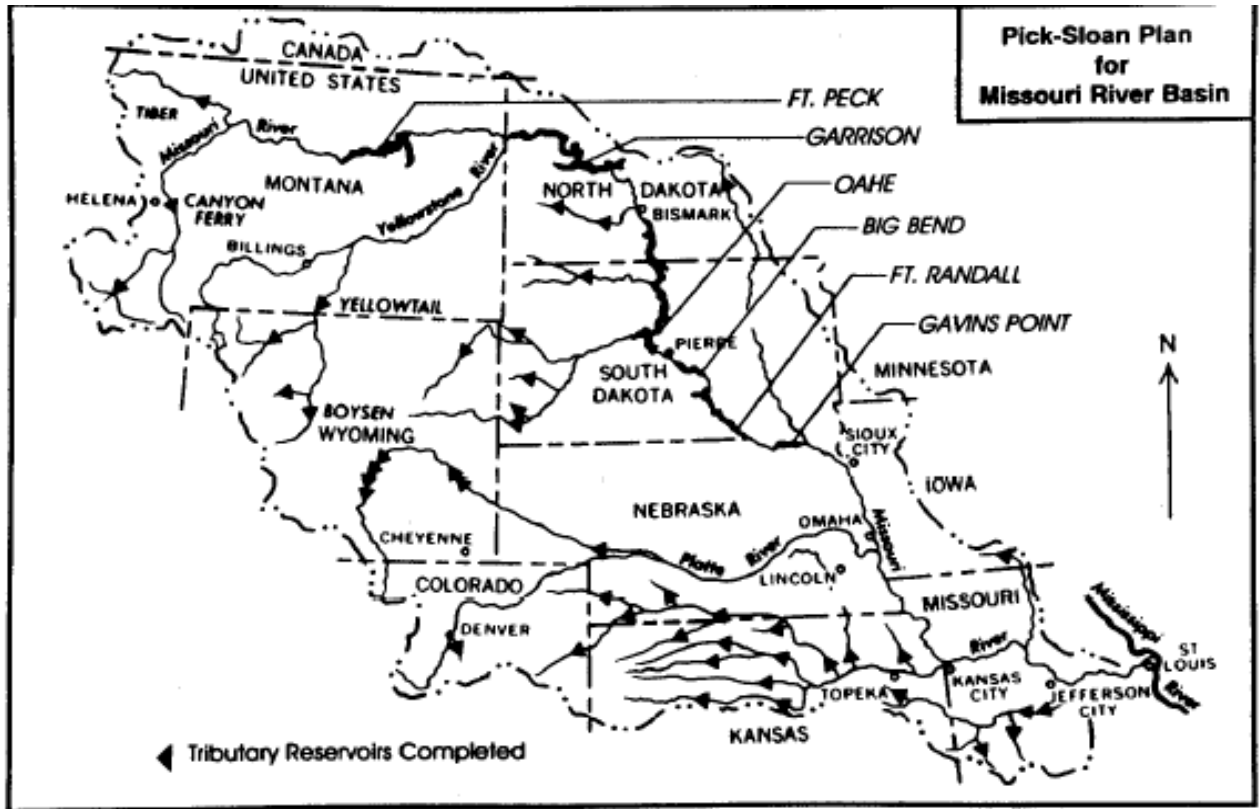 Pick-Sloan Plan
for
Missouri River Basin
CANADA
UNITED STATES
TIBER
Missouri
River
FT. PECK
GARRISON
MONTANA
NORTH
DAKOTA
OAHE
HELENA
CANYON
FERRY
Yellowstone
River
BISMARK
BIG BEND
BILLINGS
FT. RANDALL
YELLOWTAIL
GAVINS POINT
PIERRE
N
SOUTH
DAKOTA
MINNESOTA
BOYSEN
WYOMING
SIOUX
CITY
IOWA
NEBRASKA
OMAHA
Missouri
CHEYENNE
Platte
River
LINCOLN
COLORADO
MISSOURI
Mississippi
DENVER
River
ST
LOUIS
KANSAS
CITY
TOPEKA
JEFFERSON
CITY
River
KANSAS
Tributary Reservoirs Completed